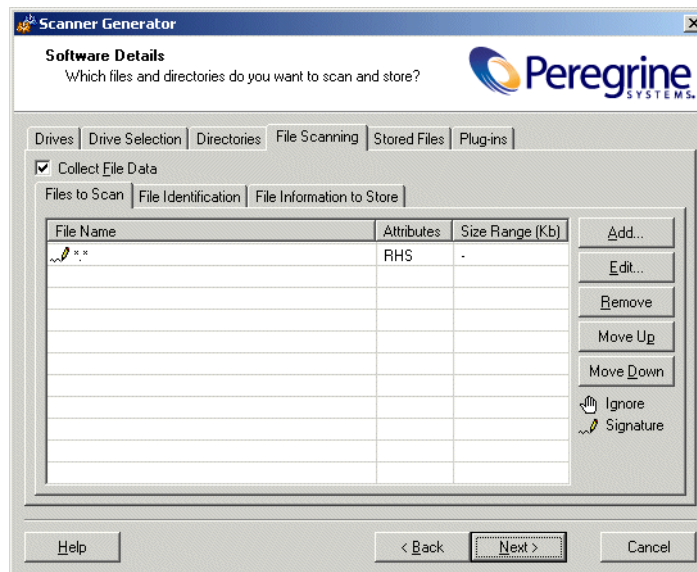 Scanner Generator
Software Details
Which files and directories do you want to scan and store?
Peregrine
SYSTEMS.
Drives Drive Selection Directories File Scanning Stored Files Plug-ins
Collect File Data
Files to Scan File Identification File Information to Store
File Name Attributes Size Range (Kb)
*.* RHS -
Add...
Edit...
Remove
Move Up
Move Down
Ignore
Signature
Help < Back Next > Cancel